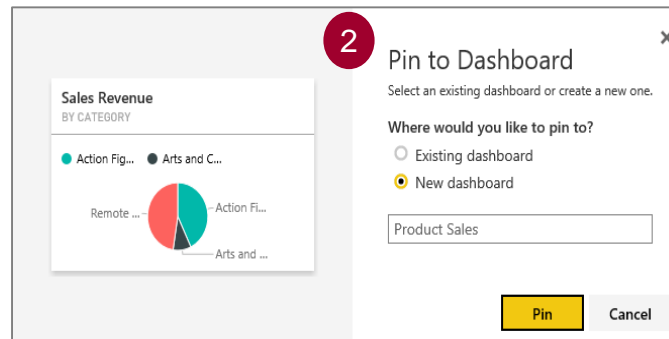 2
Sales Revenue
BY CATEGORY
Action Fig... Arts and C...
Remote ...
Action Fi...
Arts and ...
Pin to Dashboard
Select an existing dashboard or create a new one.
Where would you like to pin to?
Existing dashboard
New dashboard
Product Sales
Pin Cancel